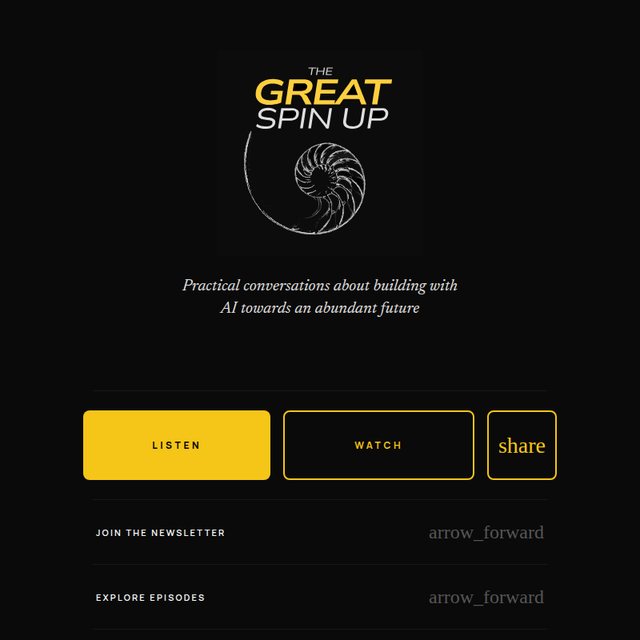 THE
GREAT
SPIN UP
Practical conversations about building with
AI towards an abundant future
LISTEN
WATCH
share
JOIN THE NEWSLETTER
arrow_forward
EXPLORE EPISODES
arrow_forward